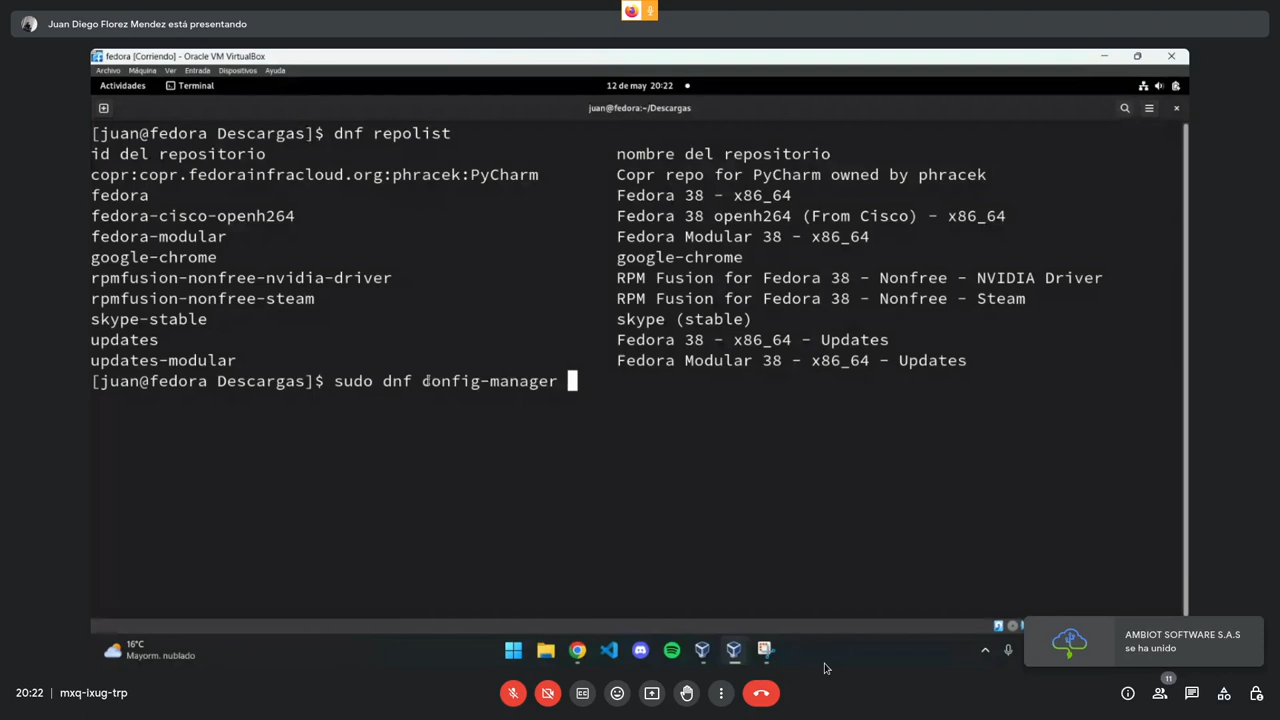 Juan Diego Florez Mendez está presentando
fedora [Corriendo] - Oracle VM VirtualBox
Archivo Máquina Ver Entrada Dispositivos Ayuda
Actividades Terminal 12 de may 20:22
juan@fedora:~/Descargas
[juan@fedora Descargas]$ dnf repolist
id del repositorio nombre del repositorio
copr:copr.fedorainfracloud.org:phracek:PyCharm Copr repo for PyCharm owned by phracek
fedora Fedora 38 - x86_64
fedora-cisco-openh264 Fedora 38 openh264 (From Cisco) - x86_64
fedora-modular Fedora Modular 38 - x86_64
google-chrome google-chrome
rpmfusion-nonfree-nvidia-driver RPM Fusion for Fedora 38 - Nonfree - NVIDIA Driver
rpmfusion-nonfree-steam RPM Fusion for Fedora 38 - Nonfree - Steam
skype-stable skype (stable)
updates Fedora 38 - x86_64 - Updates
updates-modular Fedora Modular 38 - x86_64 - Updates
[juan@fedora Descargas]$ sudo dnf config-manager
16°C
Mayorm. nublado
AMBIOT SOFTWARE S.A.S
se ha unido
20:22 mxq-ixug-trp
11